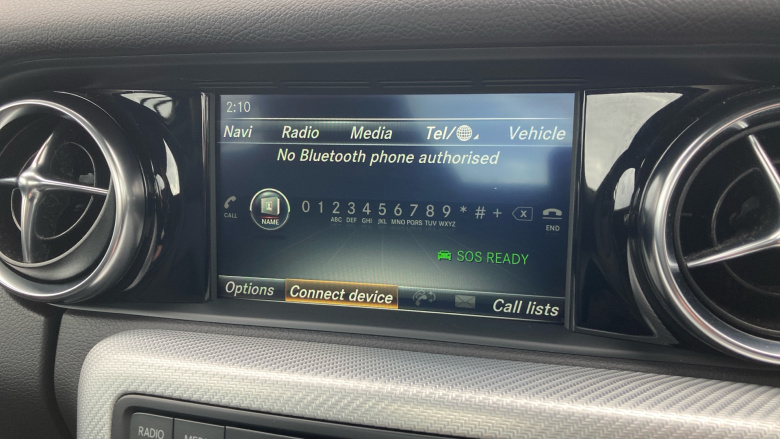 2:10
Navi Radio Media Tel/ Vehicle
No Bluetooth phone authorised
CALL NAME 0 1 2 3 4 5 6 7 8 9 * # + END
ABC DEF GHI JKL MNO PQRS TUV WXYZ
SOS READY
Options Connect device Call lists
RADIO